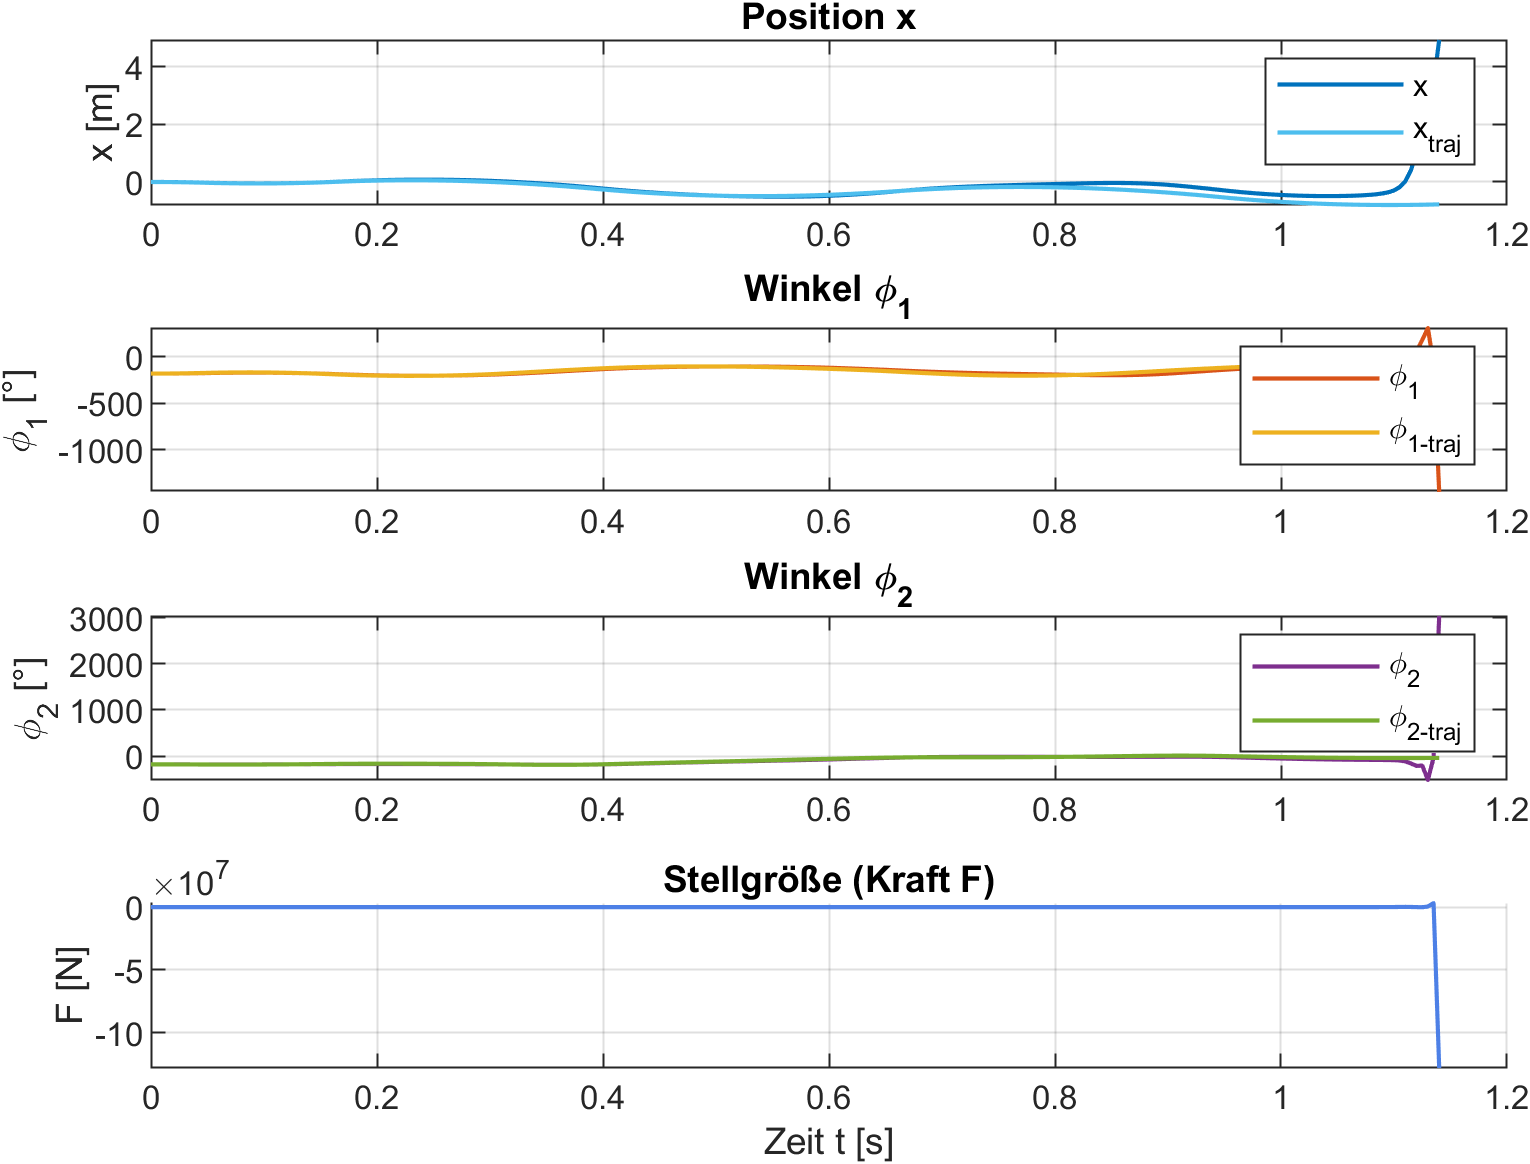 Position x
x [m]
4
2
0
x
x_traj
0 0.2 0.4 0.6 0.8 1 1.2
Winkel ϕ_1
ϕ_1 [°]
0
-500
-1000
ϕ_1
ϕ_1-traj
0 0.2 0.4 0.6 0.8 1 1.2
Winkel ϕ_2
ϕ_2 [°]
3000
2000
1000
0
ϕ_2
ϕ_2-traj
0 0.2 0.4 0.6 0.8 1 1.2
Stellgröße (Kraft F)
×10^7
F [N]
0
-5
-10
0 0.2 0.4 0.6 0.8 1 1.2
Zeit t [s]